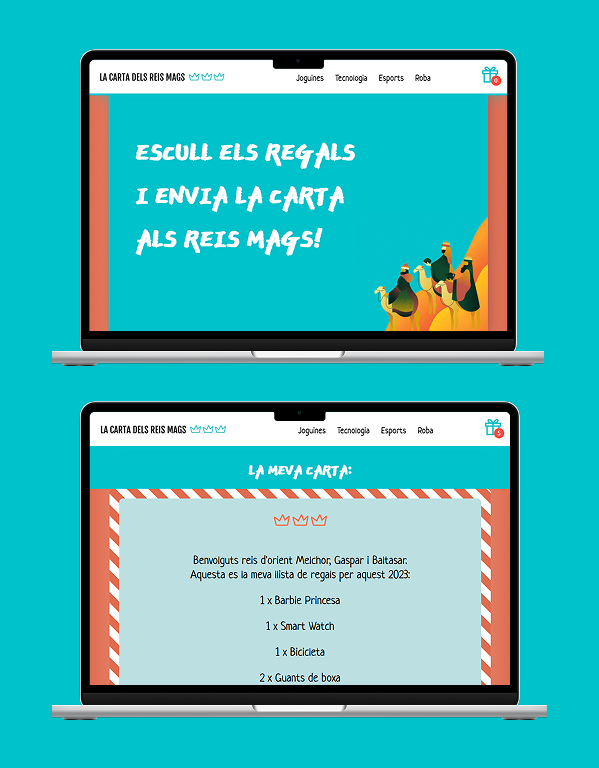 LA CARTA DELS REIS MAGS
Joguines Tecnologia Esports Roba
0
ESCULL ELS REGALS
I ENVIA LA CARTA
ALS REIS MAGS!
LA CARTA DELS REIS MAGS
Joguines Tecnologia Esports Roba
5
LA MEVA CARTA:
Benvolguts reis d'orient Melchor, Gaspar i Baltasar.
Aquesta es la meva llista de regals per aquest 2023:
1 x Barbie Princesa
1 x Smart Watch
1 x Bicicleta
2 x Guants de boxa